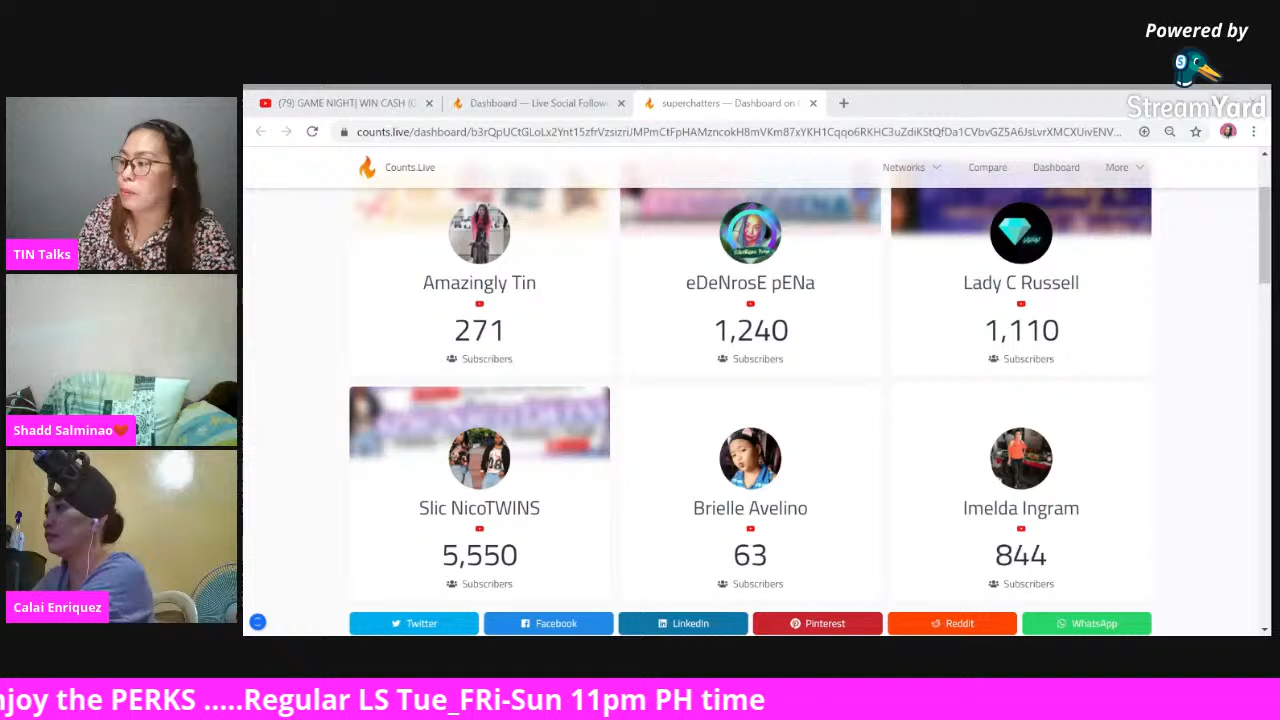 Powered by
StreamYard
(79) GAME NIGHT| WIN CASH (G
Dashboard — Live Social Follow
superchatters — Dashboard on
counts.live/dashboard/
Counts.Live
Networks
Compare
Dashboard
More
Amazingly Tin
271
Subscribers
eDeNrosE pENa
1,240
Subscribers
Lady C Russell
1,110
Subscribers
Slic NicoTWINS
5,550
Subscribers
Brielle Avelino
63
Subscribers
Imelda Ingram
844
Subscribers
Twitter
Facebook
LinkedIn
Pinterest
Reddit
WhatsApp
TIN Talks
Shadd Salminao❤️
Calai Enriquez
njoy the PERKS .....Regular LS Tue_FRi-Sun 11pm PH time